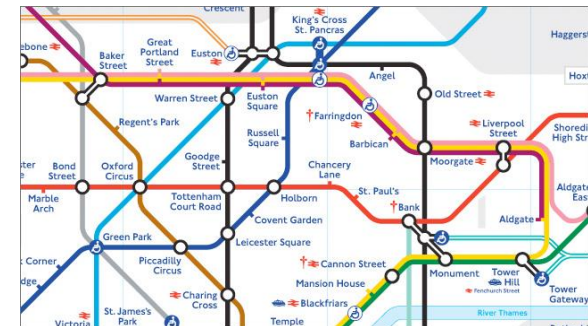 Crescent
King's Cross
St. Pancras
Haggerst
ebone
Baker
Street
Great
Portland
Street
Euston
Angel
Hoxt
Warren Street
Euston
Square
Old Street
Farringdon
Liverpool
Street
Shoredi
High Str
Regent's Park
Russell
Square
Barbican
Moorgate
Bond
Street
Oxford
Circus
Goodge
Street
Chancery
Lane
St. Paul's
Aldgat
East
Marble
Arch
Tottenham
Court Road
Holborn
Bank
Aldgate
Covent Garden
Green Park
Leicester Square
k Corner
Piccadilly
Circus
Cannon Street
Monument
Tower
Hill
Fenchurch Street
Tower
Gateway
dge
Mansion House
Charing
Cross
Blackfriars
River Thames
Victoria
St. James's
Park
Temple